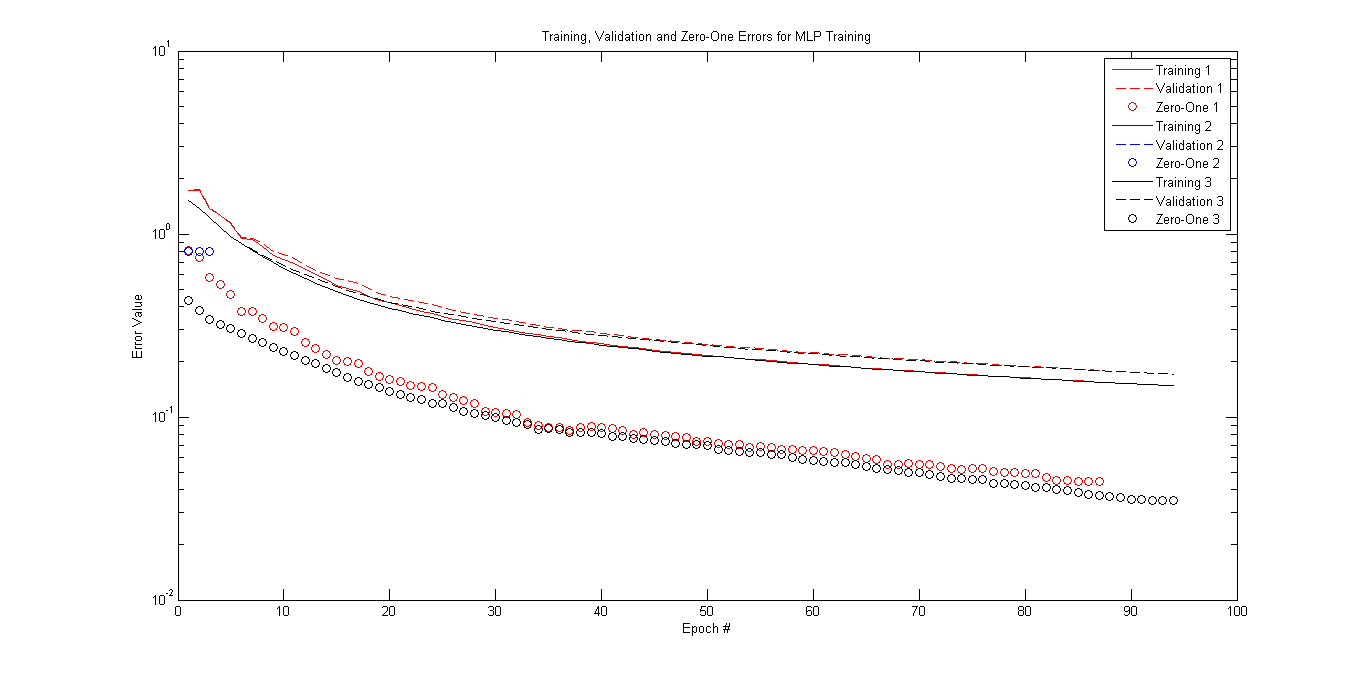 Training, Validation and Zero-One Errors for MLP Training
10^1
10^0
10^-1
10^-2
Error Value
0 10 20 30 40 50 60 70 80 90 100
Epoch #
Training 1
Validation 1
Zero-One 1
Training 2
Validation 2
Zero-One 2
Training 3
Validation 3
Zero-One 3